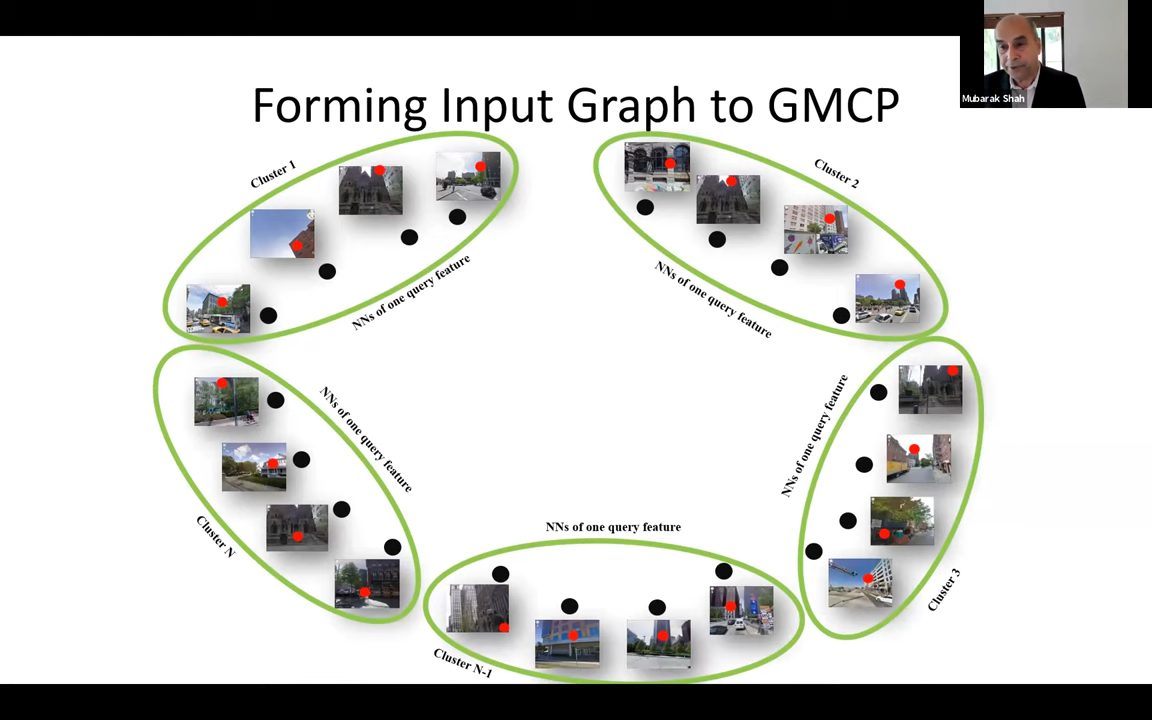 Mubarak Shah
Forming Input Graph to GMCP
Cluster 1
NNs of one query feature
Cluster 2
NNs of one query feature
Cluster N
NNs of one query feature
NNs of one query feature
Cluster 3
NNs of one query feature
Cluster N-1